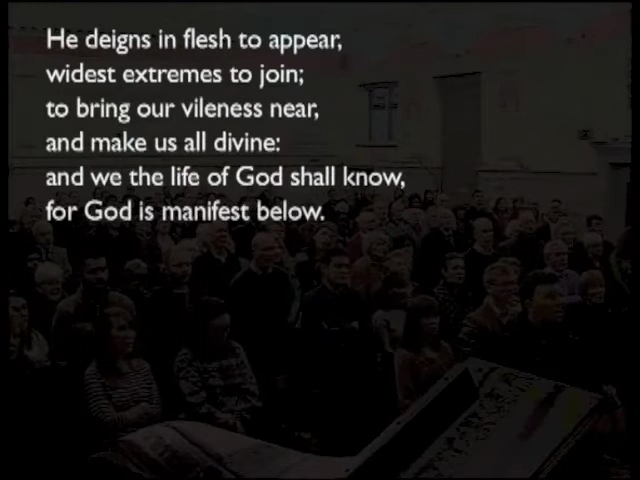 He deigns in flesh to appear,
widest extremes to join;
to bring our vileness near,
and make us all divine:
and we the life of God shall know,
for God is manifest below.